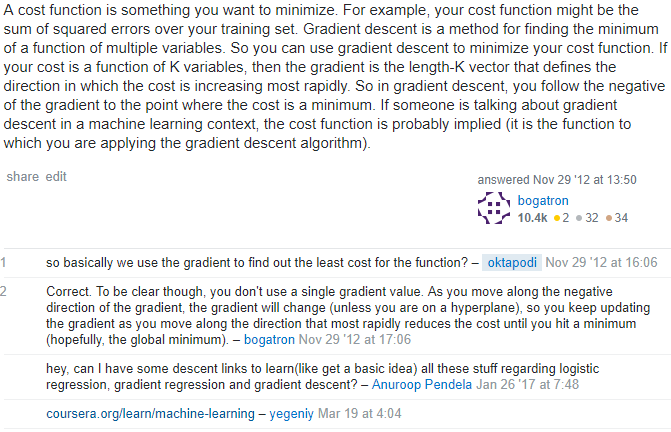 A cost function is something you want to minimize. For example, your cost function might be the
sum of squared errors over your training set. Gradient descent is a method for finding the minimum
of a function of multiple variables. So you can use gradient descent to minimize your cost function. If
your cost is a function of K variables, then the gradient is the length-K vector that defines the
direction in which the cost is increasing most rapidly. So in gradient descent, you follow the negative
of the gradient to the point where the cost is a minimum. If someone is talking about gradient
descent in a machine learning context, the cost function is probably implied (it is the function to
which you are applying the gradient descent algorithm).
share edit
answered Nov 29 '12 at 13:50
bogatron
10.4k 2 32 34
1 so basically we use the gradient to find out the least cost for the function? – oktapodi Nov 29 '12 at 16:06
2 Correct. To be clear though, you don't use a single gradient value. As you move along the negative
direction of the gradient, the gradient will change (unless you are on a hyperplane), so you keep updating
the gradient as you move along the direction that most rapidly reduces the cost until you hit a minimum
(hopefully, the global minimum). – bogatron Nov 29 '12 at 17:06
hey, can I have some descent links to learn(like get a basic idea) all these stuff regarding logistic
regression, gradient regression and gradient descent? – Anuroop Pendela Jan 26 '17 at 7:48
coursera.org/learn/machine-learning – yegeniy Mar 19 at 4:04